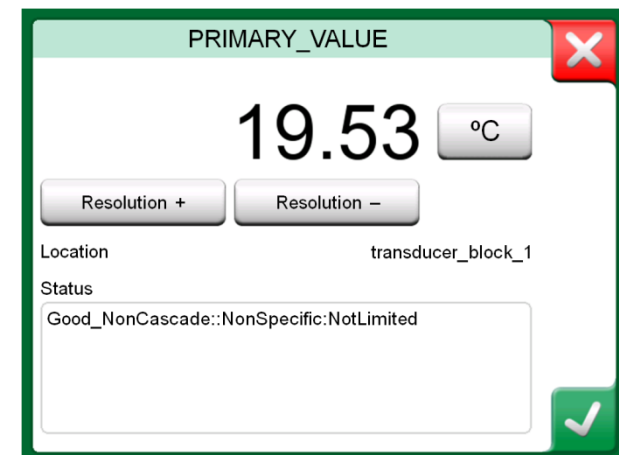 PRIMARY_VALUE
19.53 ºC
Resolution + Resolution –
Location transducer_block_1
Status
Good_NonCascade::NonSpecific:NotLimited